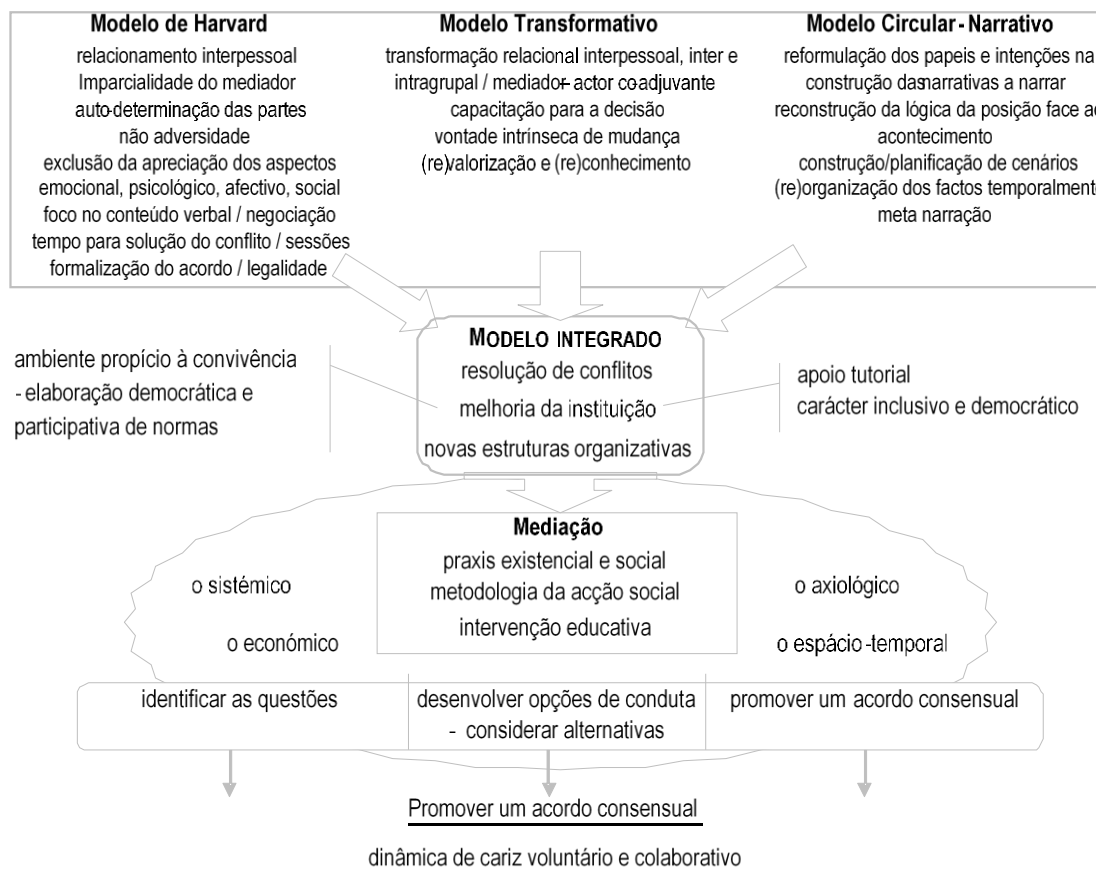 Modelo de Harvard
relacionamento interpessoal
Imparcialidade do mediador
auto-determinação das partes
não adversidade
exclusão da apreciação dos aspectos
emocional, psicológico, afectivo, social
foco no conteúdo verbal / negociação
tempo para solução do conflito / sessões
formalização do acordo / legalidade
Modelo Transformativo
transformação relacional interpessoal, inter e
intragrupal / mediador- actor co-adjuvante
capacitação para a decisão
vontade intrínseca de mudança
(re)valorização e (re)conhecimento
Modelo Circular-Narrativo
reformulação dos papeis e intenções na
construção das narrativas a narrar
reconstrução da lógica da posição face ao
acontecimento
construção/planificação de cenários
(re)organização dos factos temporalmente
meta narração
MODELO INTEGRADO
resolução de conflitos
melhoria da instituição
novas estruturas organizativas
ambiente propício à convivência
- elaboração democrática e
participativa de normas
apoio tutorial
carácter inclusivo e democrático
Mediação
praxis existencial e social
metodologia da acção social
intervenção educativa
o sistémico
o económico
o axiológico
o espácio-temporal
identificar as questões
desenvolver opções de conduta
- considerar alternativas
promover um acordo consensual
Promover um acordo consensual
dinâmica de cariz voluntário e colaborativo